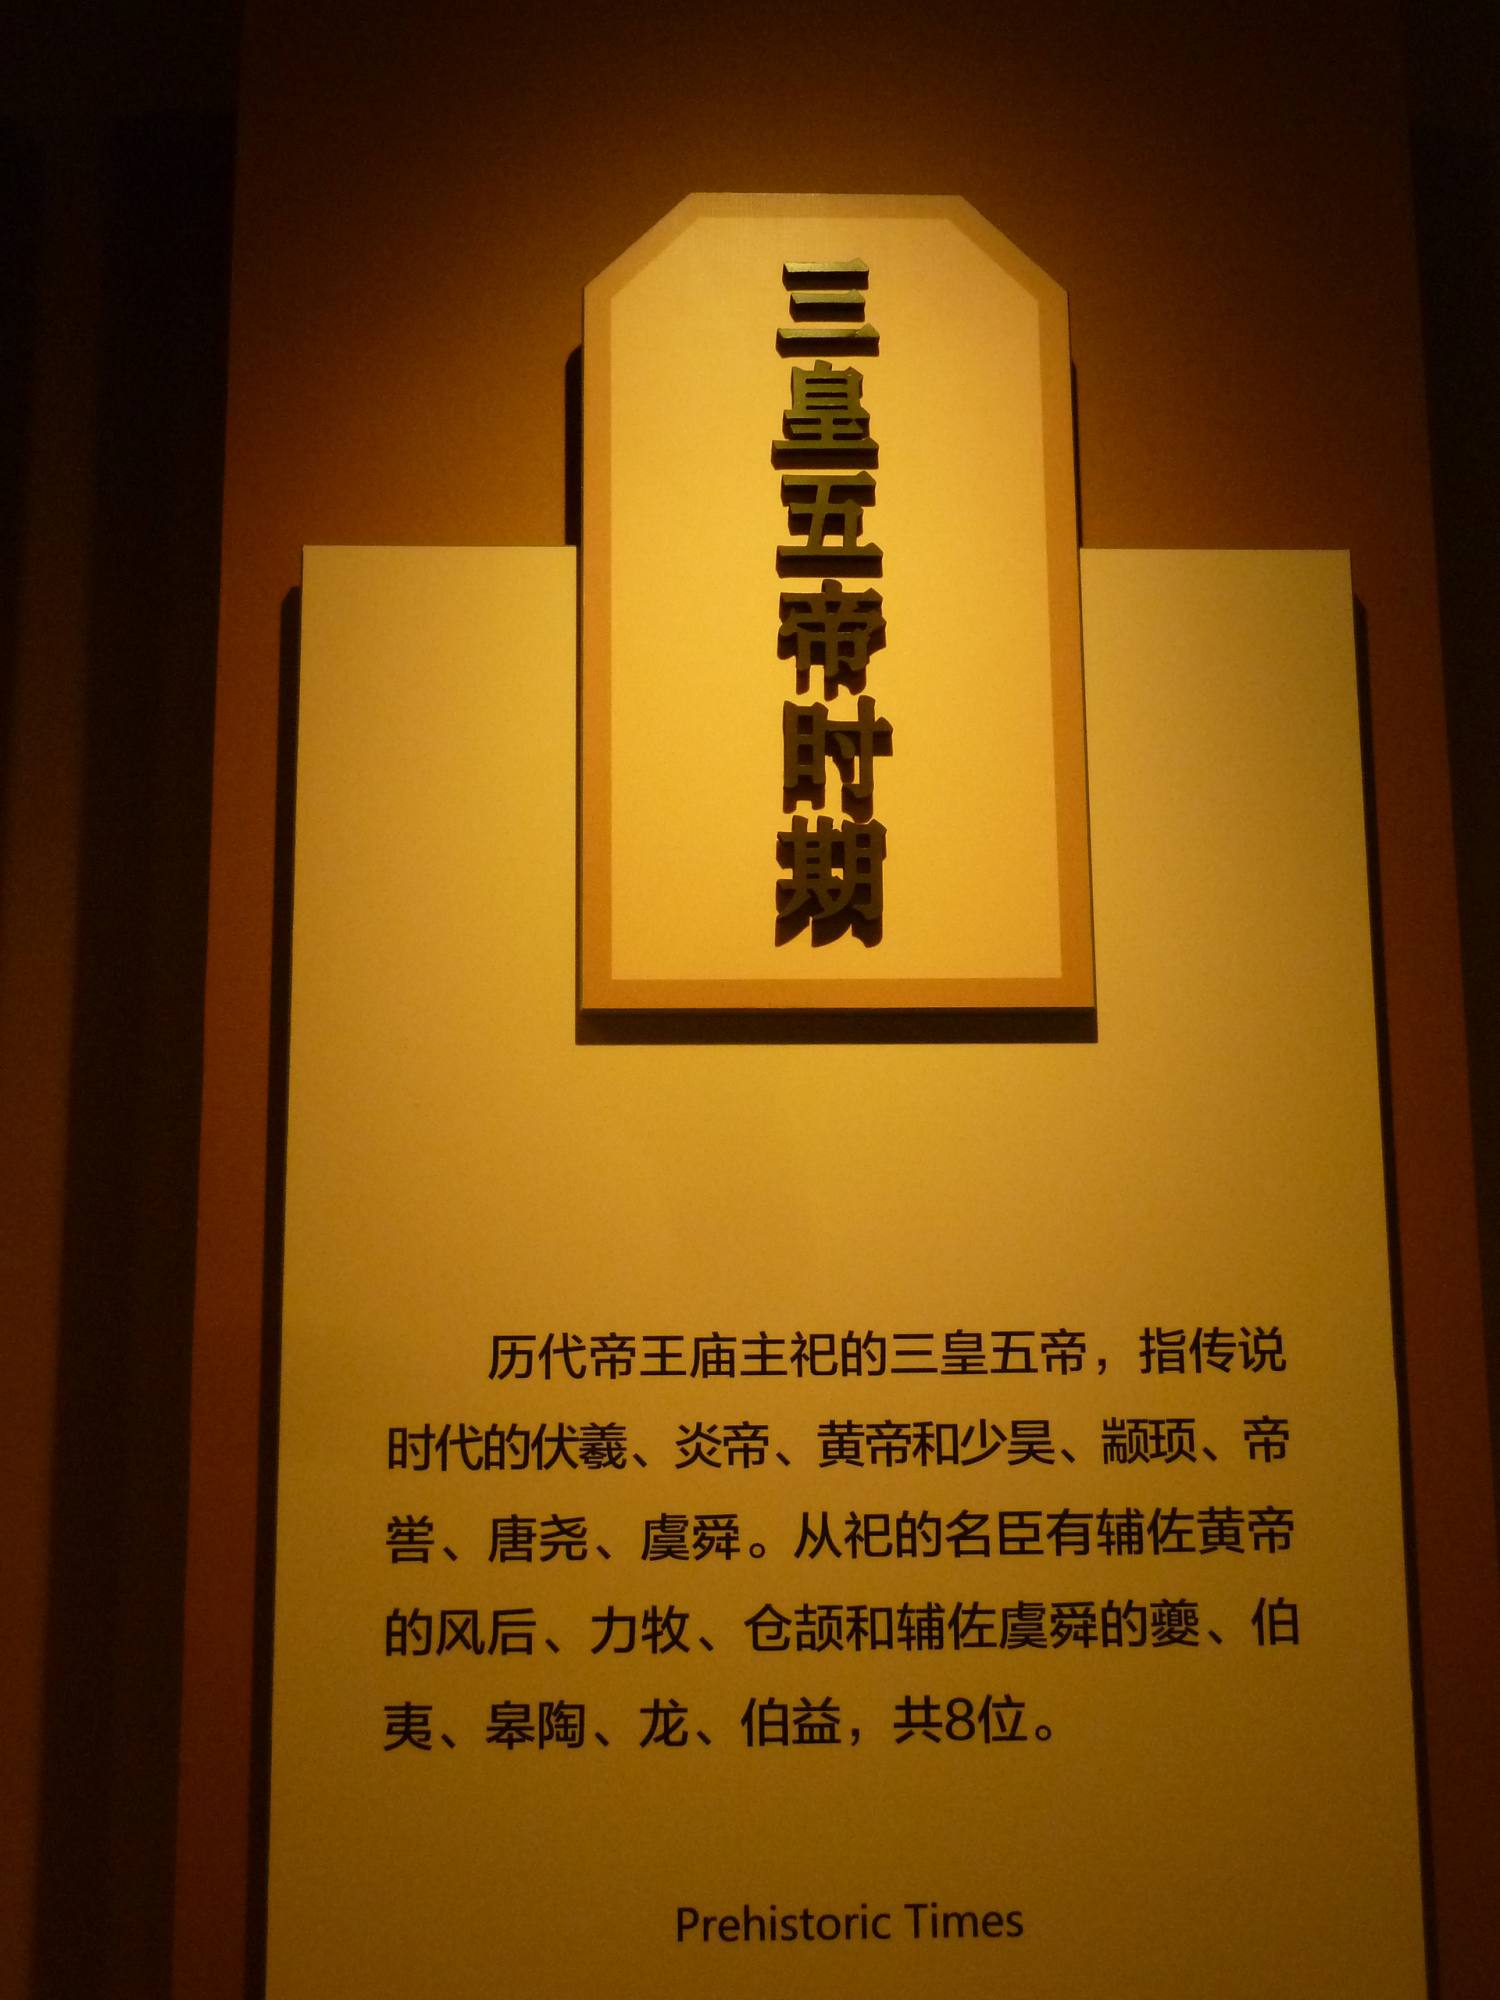 三皇五帝时期
历代帝王庙主祀的三皇五帝，指传说
时代的伏羲、炎帝、黄帝和少昊、颛顼、帝
喾、唐尧、虞舜。从祀的名臣有辅佐黄帝
的风后、力牧、仓颉和辅佐虞舜的夔、伯
夷、皋陶、龙、伯益，共8位。
Prehistoric Times